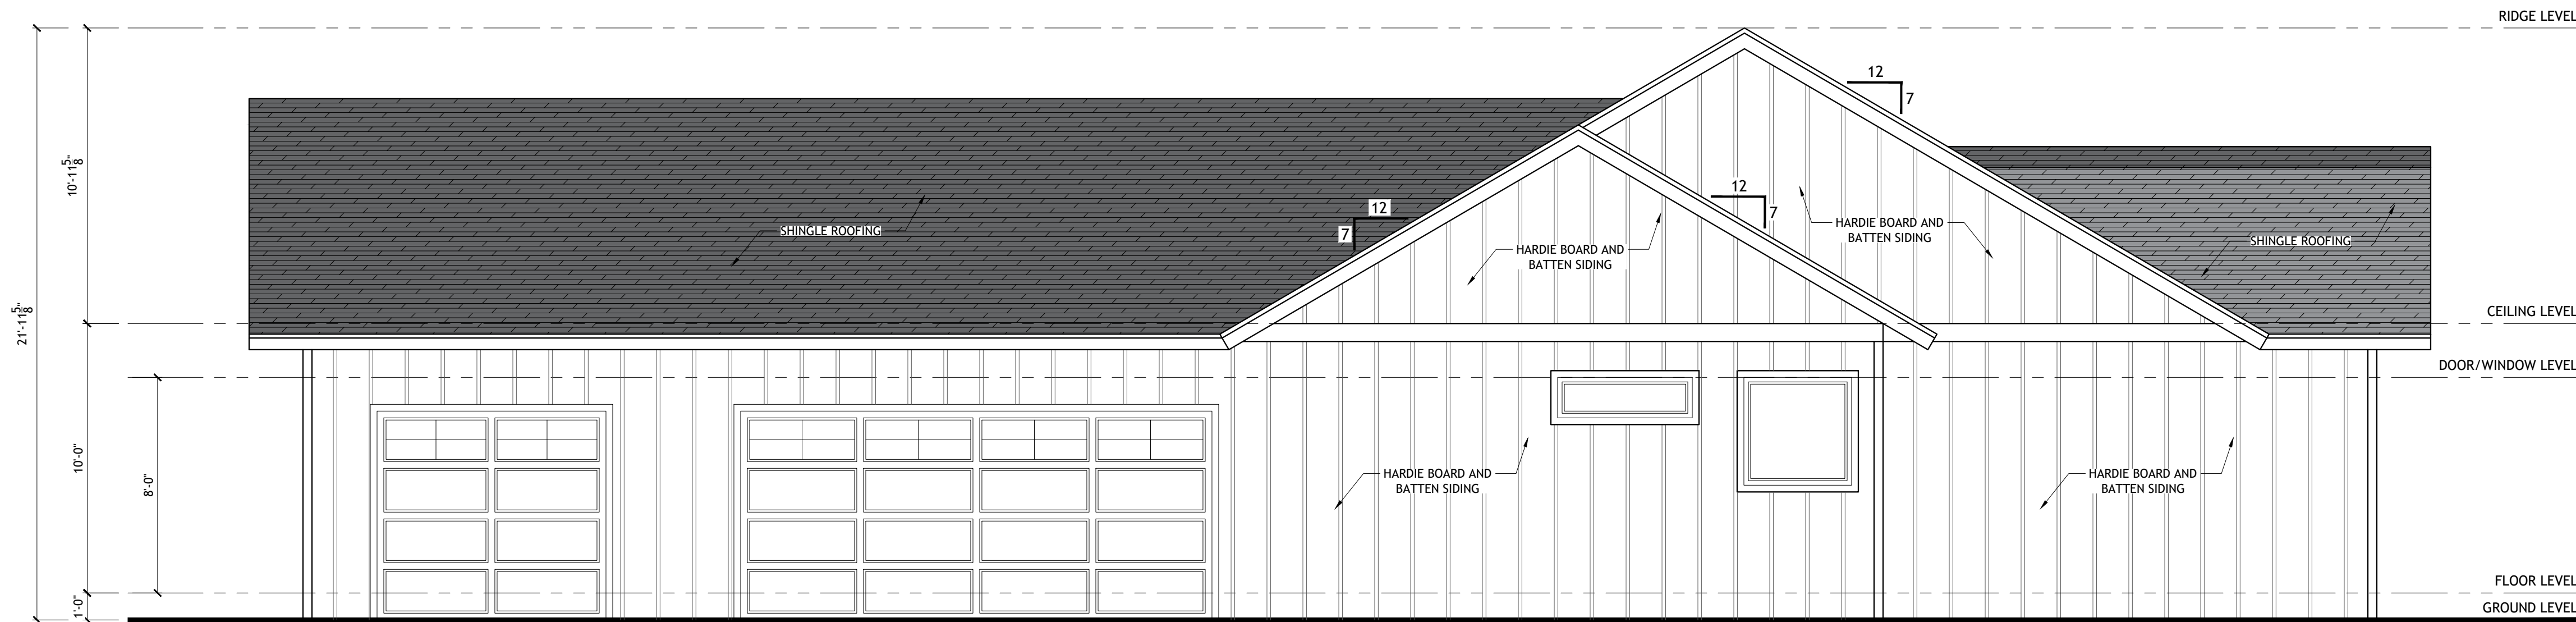 RIDGE LEVEL
12
7
12
7
12
7
SHINGLE ROOFING
HARDIE BOARD AND
BATTEN SIDING
HARDIE BOARD AND
BATTEN SIDING
SHINGLE ROOFING
10'-11 5/8"
21'-11 5/8"
CEILING LEVEL
DOOR/WINDOW LEVEL
10'-0"
8'-0"
HARDIE BOARD AND
BATTEN SIDING
HARDIE BOARD AND
BATTEN SIDING
FLOOR LEVEL
1'-0"
GROUND LEVEL